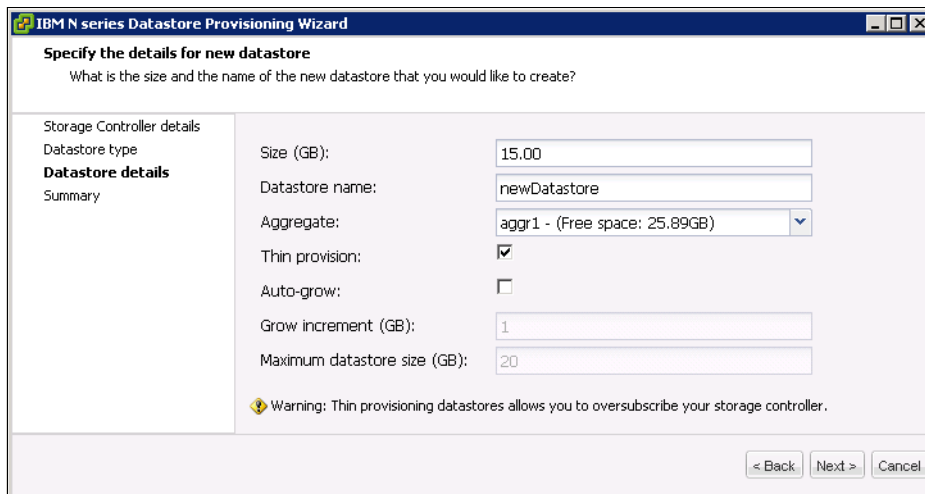 IBM N series Datastore Provisioning Wizard
Specify the details for new datastore
What is the size and the name of the new datastore that you would like to create?
Storage Controller details
Datastore type
Datastore details
Summary
Size (GB): 15.00
Datastore name: newDatastore
Aggregate: aggr1 - (Free space: 25.89GB)
Thin provision:
Auto-grow:
Grow increment (GB): 1
Maximum datastore size (GB): 20
Warning: Thin provisioning datastores allows you to oversubscribe your storage controller.
< Back Next > Cancel